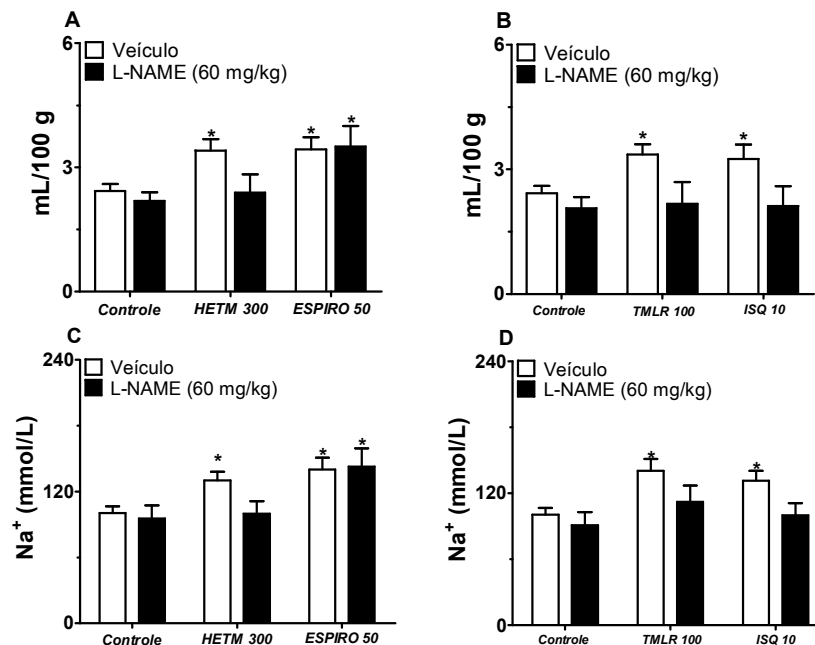 A
6
Veículo
L-NAME (60 mg/kg)
3
mL/100 g
0
Controle
HETM 300
ESPIRO 50
B
6
Veículo
L-NAME (60 mg/kg)
3
mL/100 g
0
Controle
TMLR 100
ISQ 10
C
240
Veículo
L-NAME (60 mg/kg)
120
Na+ (mmol/L)
0
Controle
HETM 300
ESPIRO 50
D
240
Veículo
L-NAME (60 mg/kg)
120
Na+ (mmol/L)
0
Controle
TMLR 100
ISQ 10